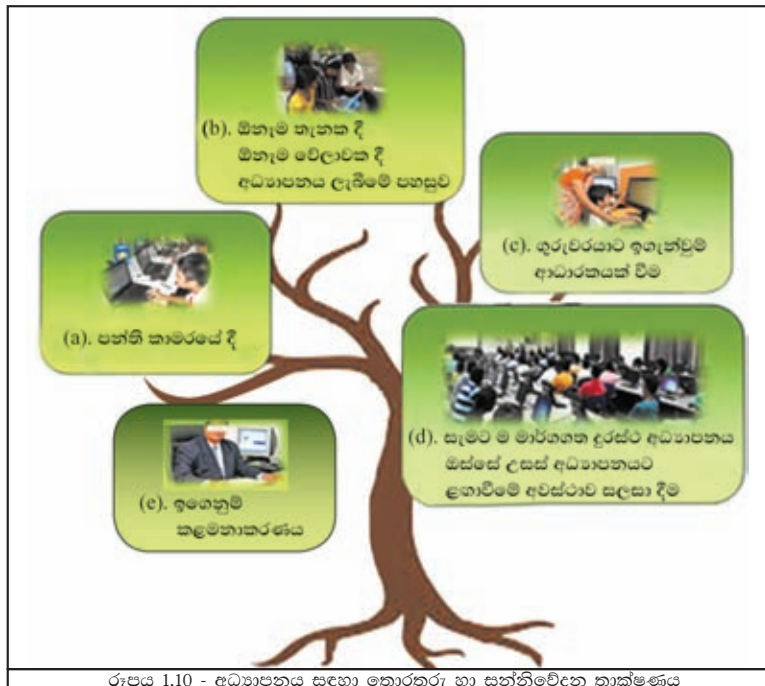 (b). ඕනෑම තැනක දී
ඕනෑම වේලාවක දී
අධ්‍යාපනය ලැබීමේ පහසුව
(c). ගුරුවරයාට ඉගැන්වුම්
ආධාරකයක් වීම
(a). පන්ති කාමරයේ දී
(d). සැමට ම මාර්ගගත දුරස්ථ අධ්‍යාපනය
ඔස්සේ උසස් අධ්‍යාපනයට
ළඟාවීමේ අවස්ථාව සලසා දීම
(e). ඉගෙනුම්
කළමනාකරණය
රූපය 1.10 - අධ්‍යාපනය සඳහා තොරතුරු හා සන්නිවේදන තාක්ෂණය